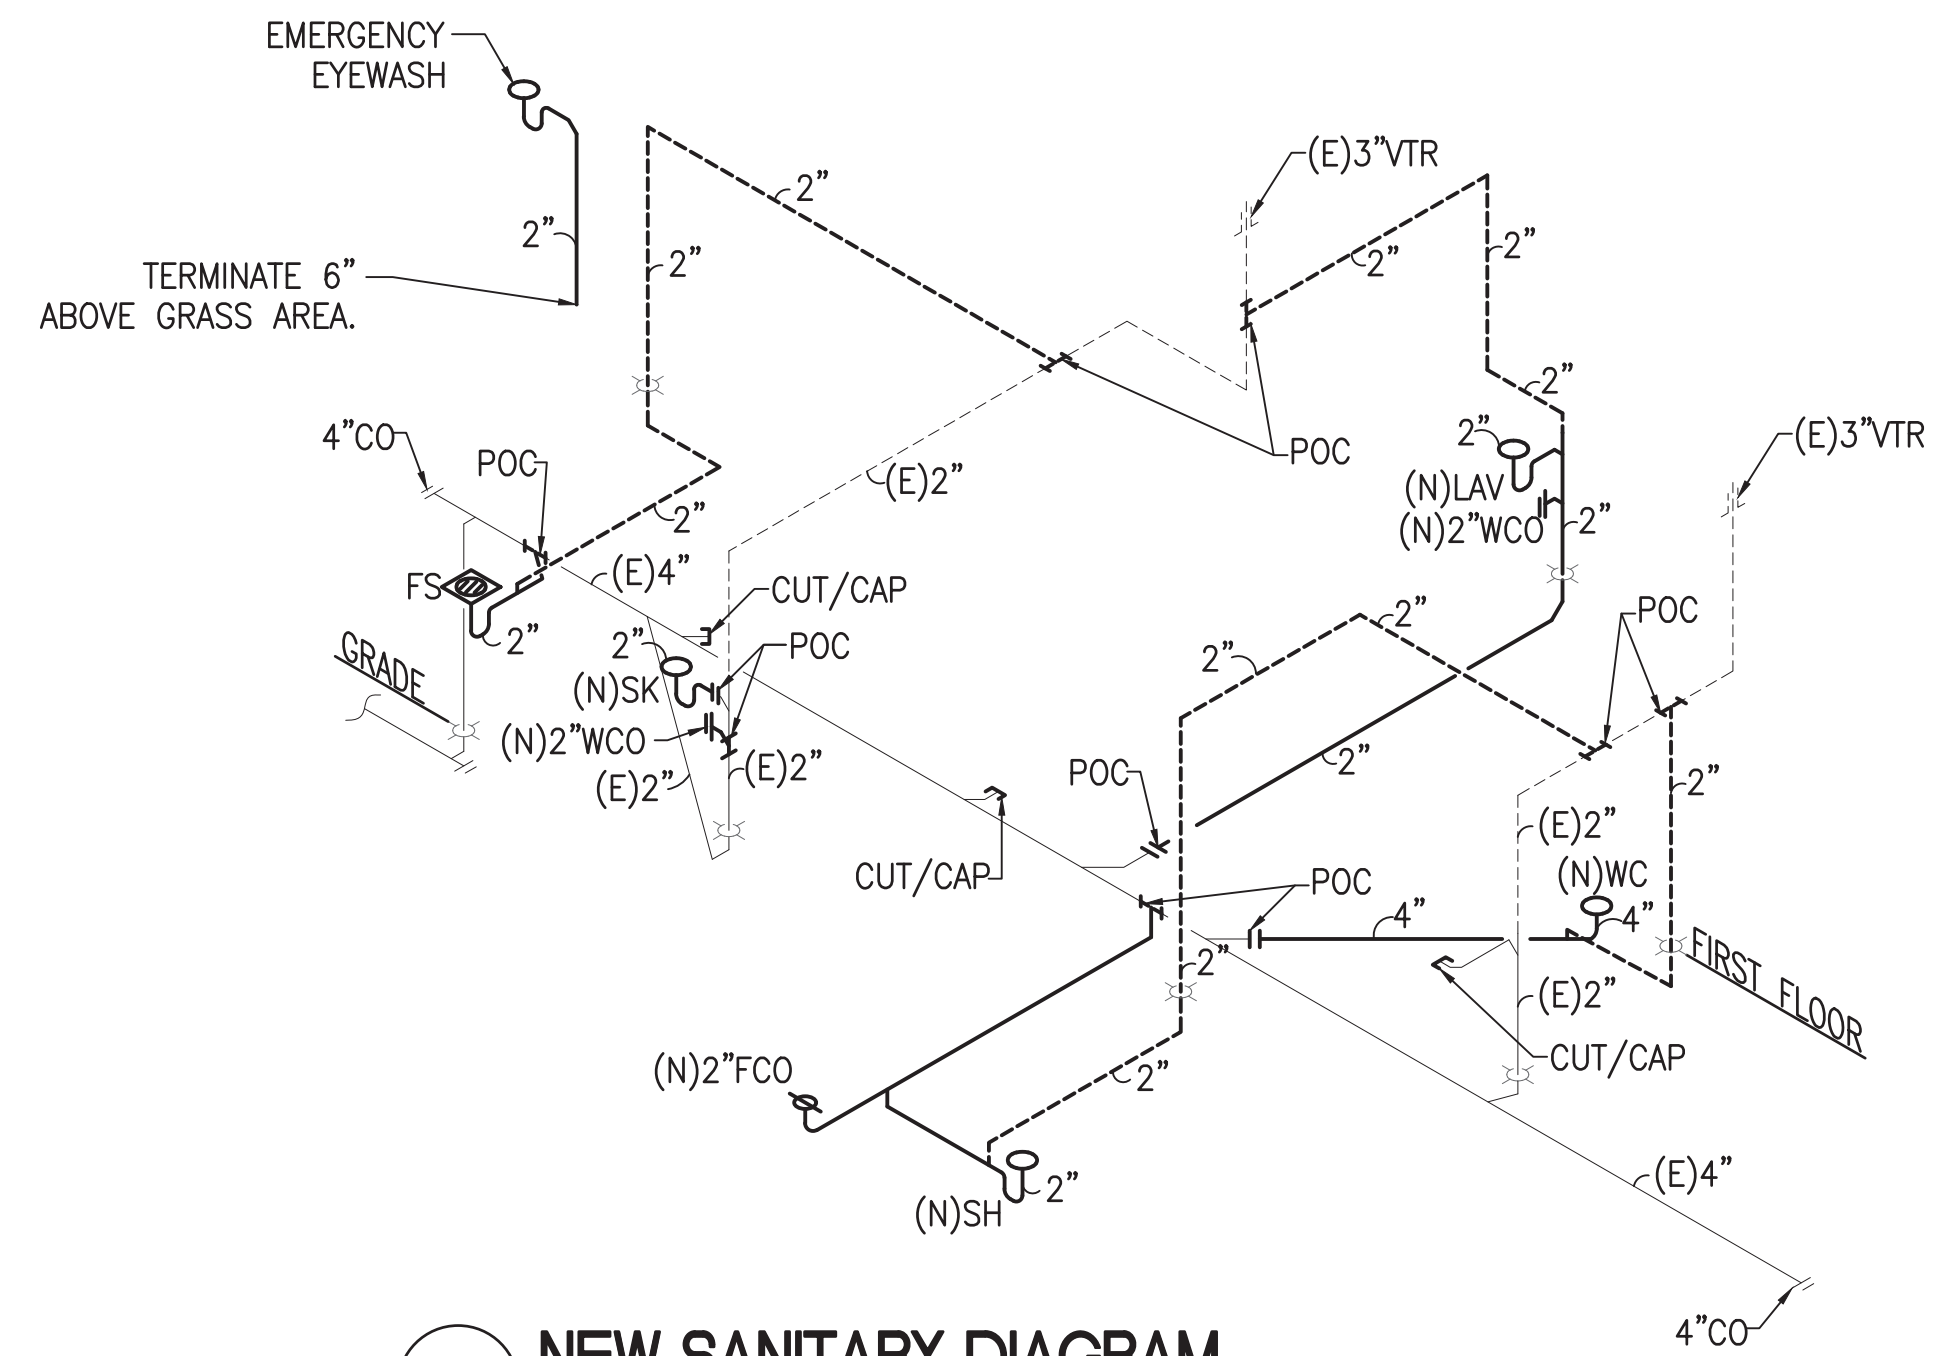 EMERGENCY
EYEWASH
2”
2”
(E)3”VTR
2”
2”
2”
TERMINATE 6”
ABOVE GRASS AREA.
2”
4”CO
POC
POC
2”
(N)LAV
(N)2”WCO
(E)3”VTR
(E)2”
2”
2”
(E)4”
FS
CUT/CAP
2”
2”
POC
2”
POC
GRADE
(N)SK
2”
(N)2”WCO
(E)2”
(E)2”
POC
2”
2”
(E)2”
CUT/CAP
POC
(N)WC
4”
4”
2”
FIRST FLOOR
(E)2”
CUT/CAP
(N)2”FCO
2”
2”
(N)SH
(E)4”
4”CO
NEW SANITARY DIAGRAM